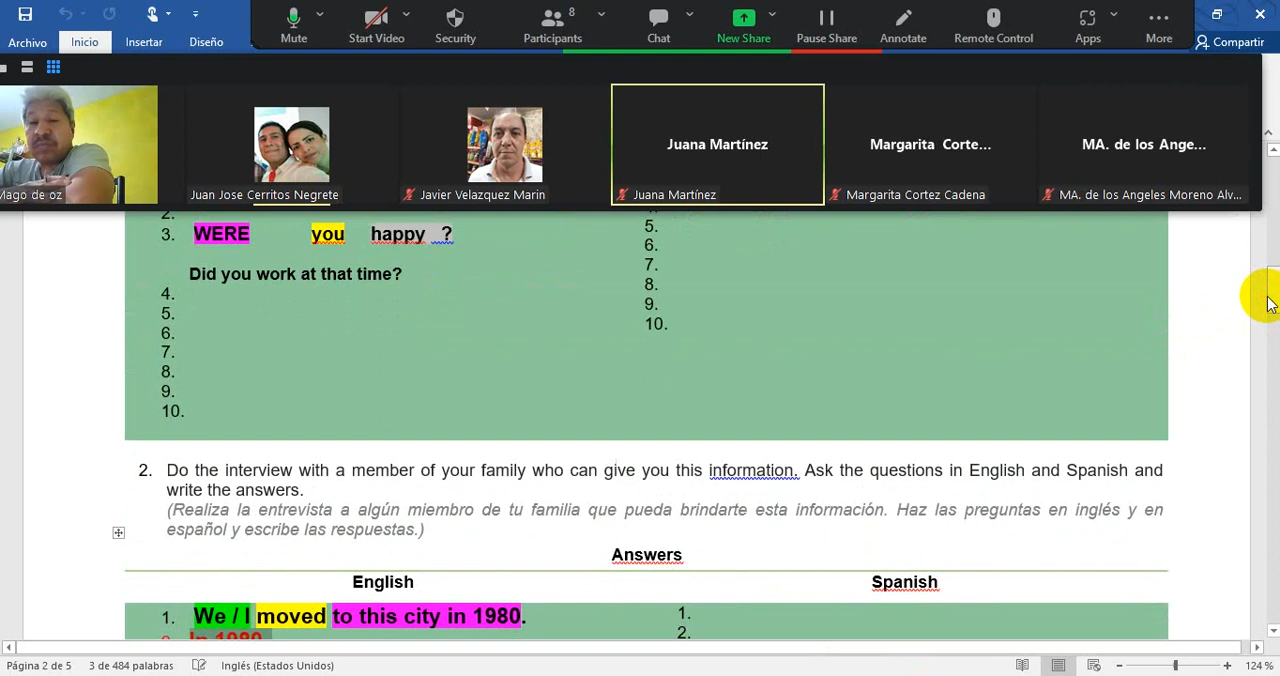 Archivo Inicio Insertar Diseño
Mute Start Video Security Participants 8 Chat New Share Pause Share Annotate Remote Control Apps More
Compartir
Mago de oz
Juan Jose Cerritos Negrete
Javier Velazquez Marin
Juana Martínez
Juana Martínez
Margarita Corte...
Margarita Cortez Cadena
MA. de los Ange...
MA. de los Angeles Moreno Alv...
2.
3. WERE you happy ?
Did you work at that time?
4.
5.
6.
7.
8.
9.
10.
5.
6.
7.
8.
9.
10.
2. Do the interview with a member of your family who can give you this information. Ask the questions in English and Spanish and
write the answers.
(Realiza la entrevista a algún miembro de tu familia que pueda brindarte esta información. Haz las preguntas en inglés y en
español y escribe las respuestas.)
Answers
English Spanish
1. We / I moved to this city in 1980.
In 1980
1.
2.
Página 2 de 5 3 de 484 palabras Inglés (Estados Unidos) 124 %